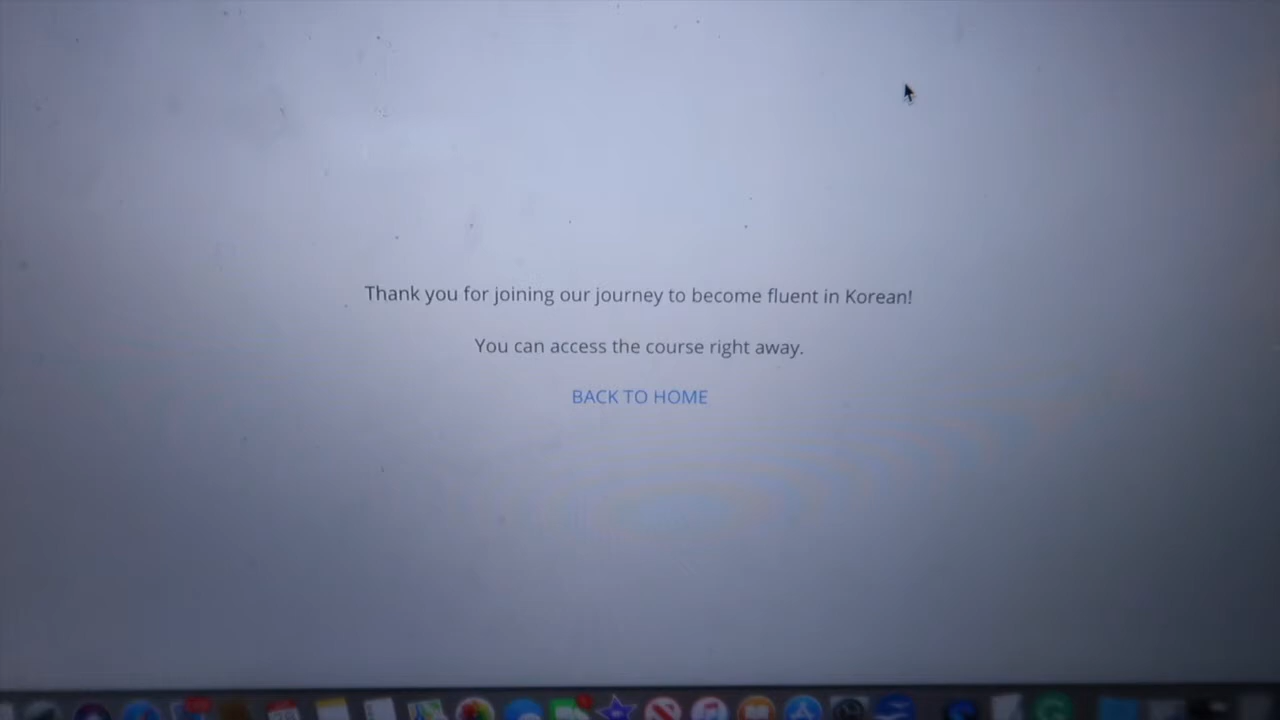 Thank you for joining our journey to become fluent in Korean!
You can access the course right away.
BACK TO HOME